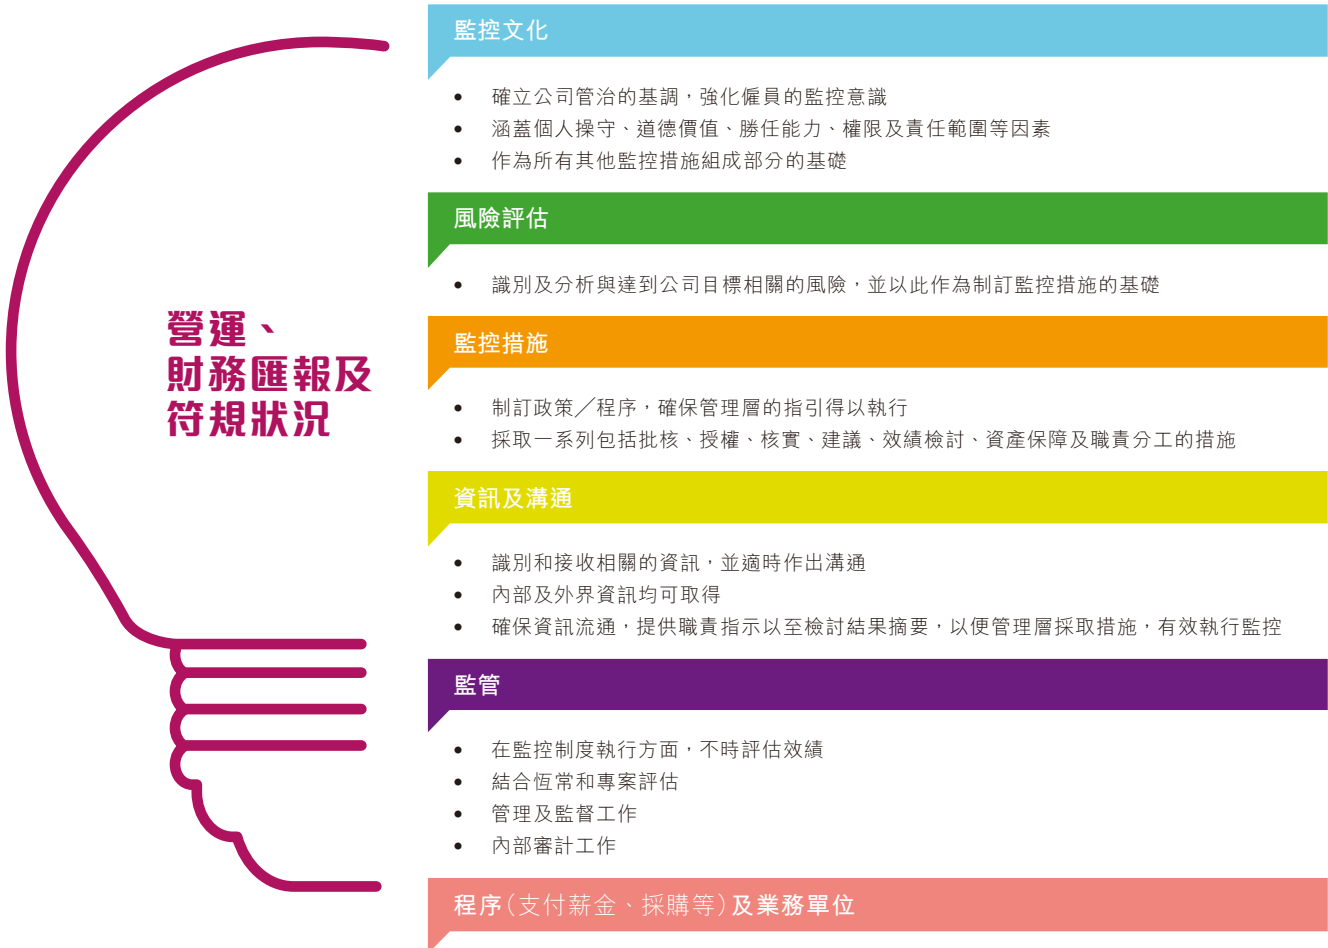 營運、
財務匯報及
符規狀況
監控文化
• 確立公司管治的基調，強化僱員的監控意識
• 涵蓋個人操守、道德價值、勝任能力、權限及責任範圍等因素
• 作為所有其他監控措施組成部分的基礎
風險評估
• 識別及分析與達到公司目標相關的風險，並以此作為制訂監控措施的基礎
監控措施
• 制訂政策／程序，確保管理層的指引得以執行
• 採取一系列包括批核、授權、核實、建議、效績檢討、資產保障及職責分工的措施
資訊及溝通
• 識別和接收相關的資訊，並適時作出溝通
• 內部及外界資訊均可取得
• 確保資訊流通，提供職責指示以至檢討結果摘要，以便管理層採取措施，有效執行監控
監管
• 在監控制度執行方面，不時評估效績
• 結合恆常和專案評估
• 管理及監督工作
• 內部審計工作
程序（支付薪金、採購等）及業務單位